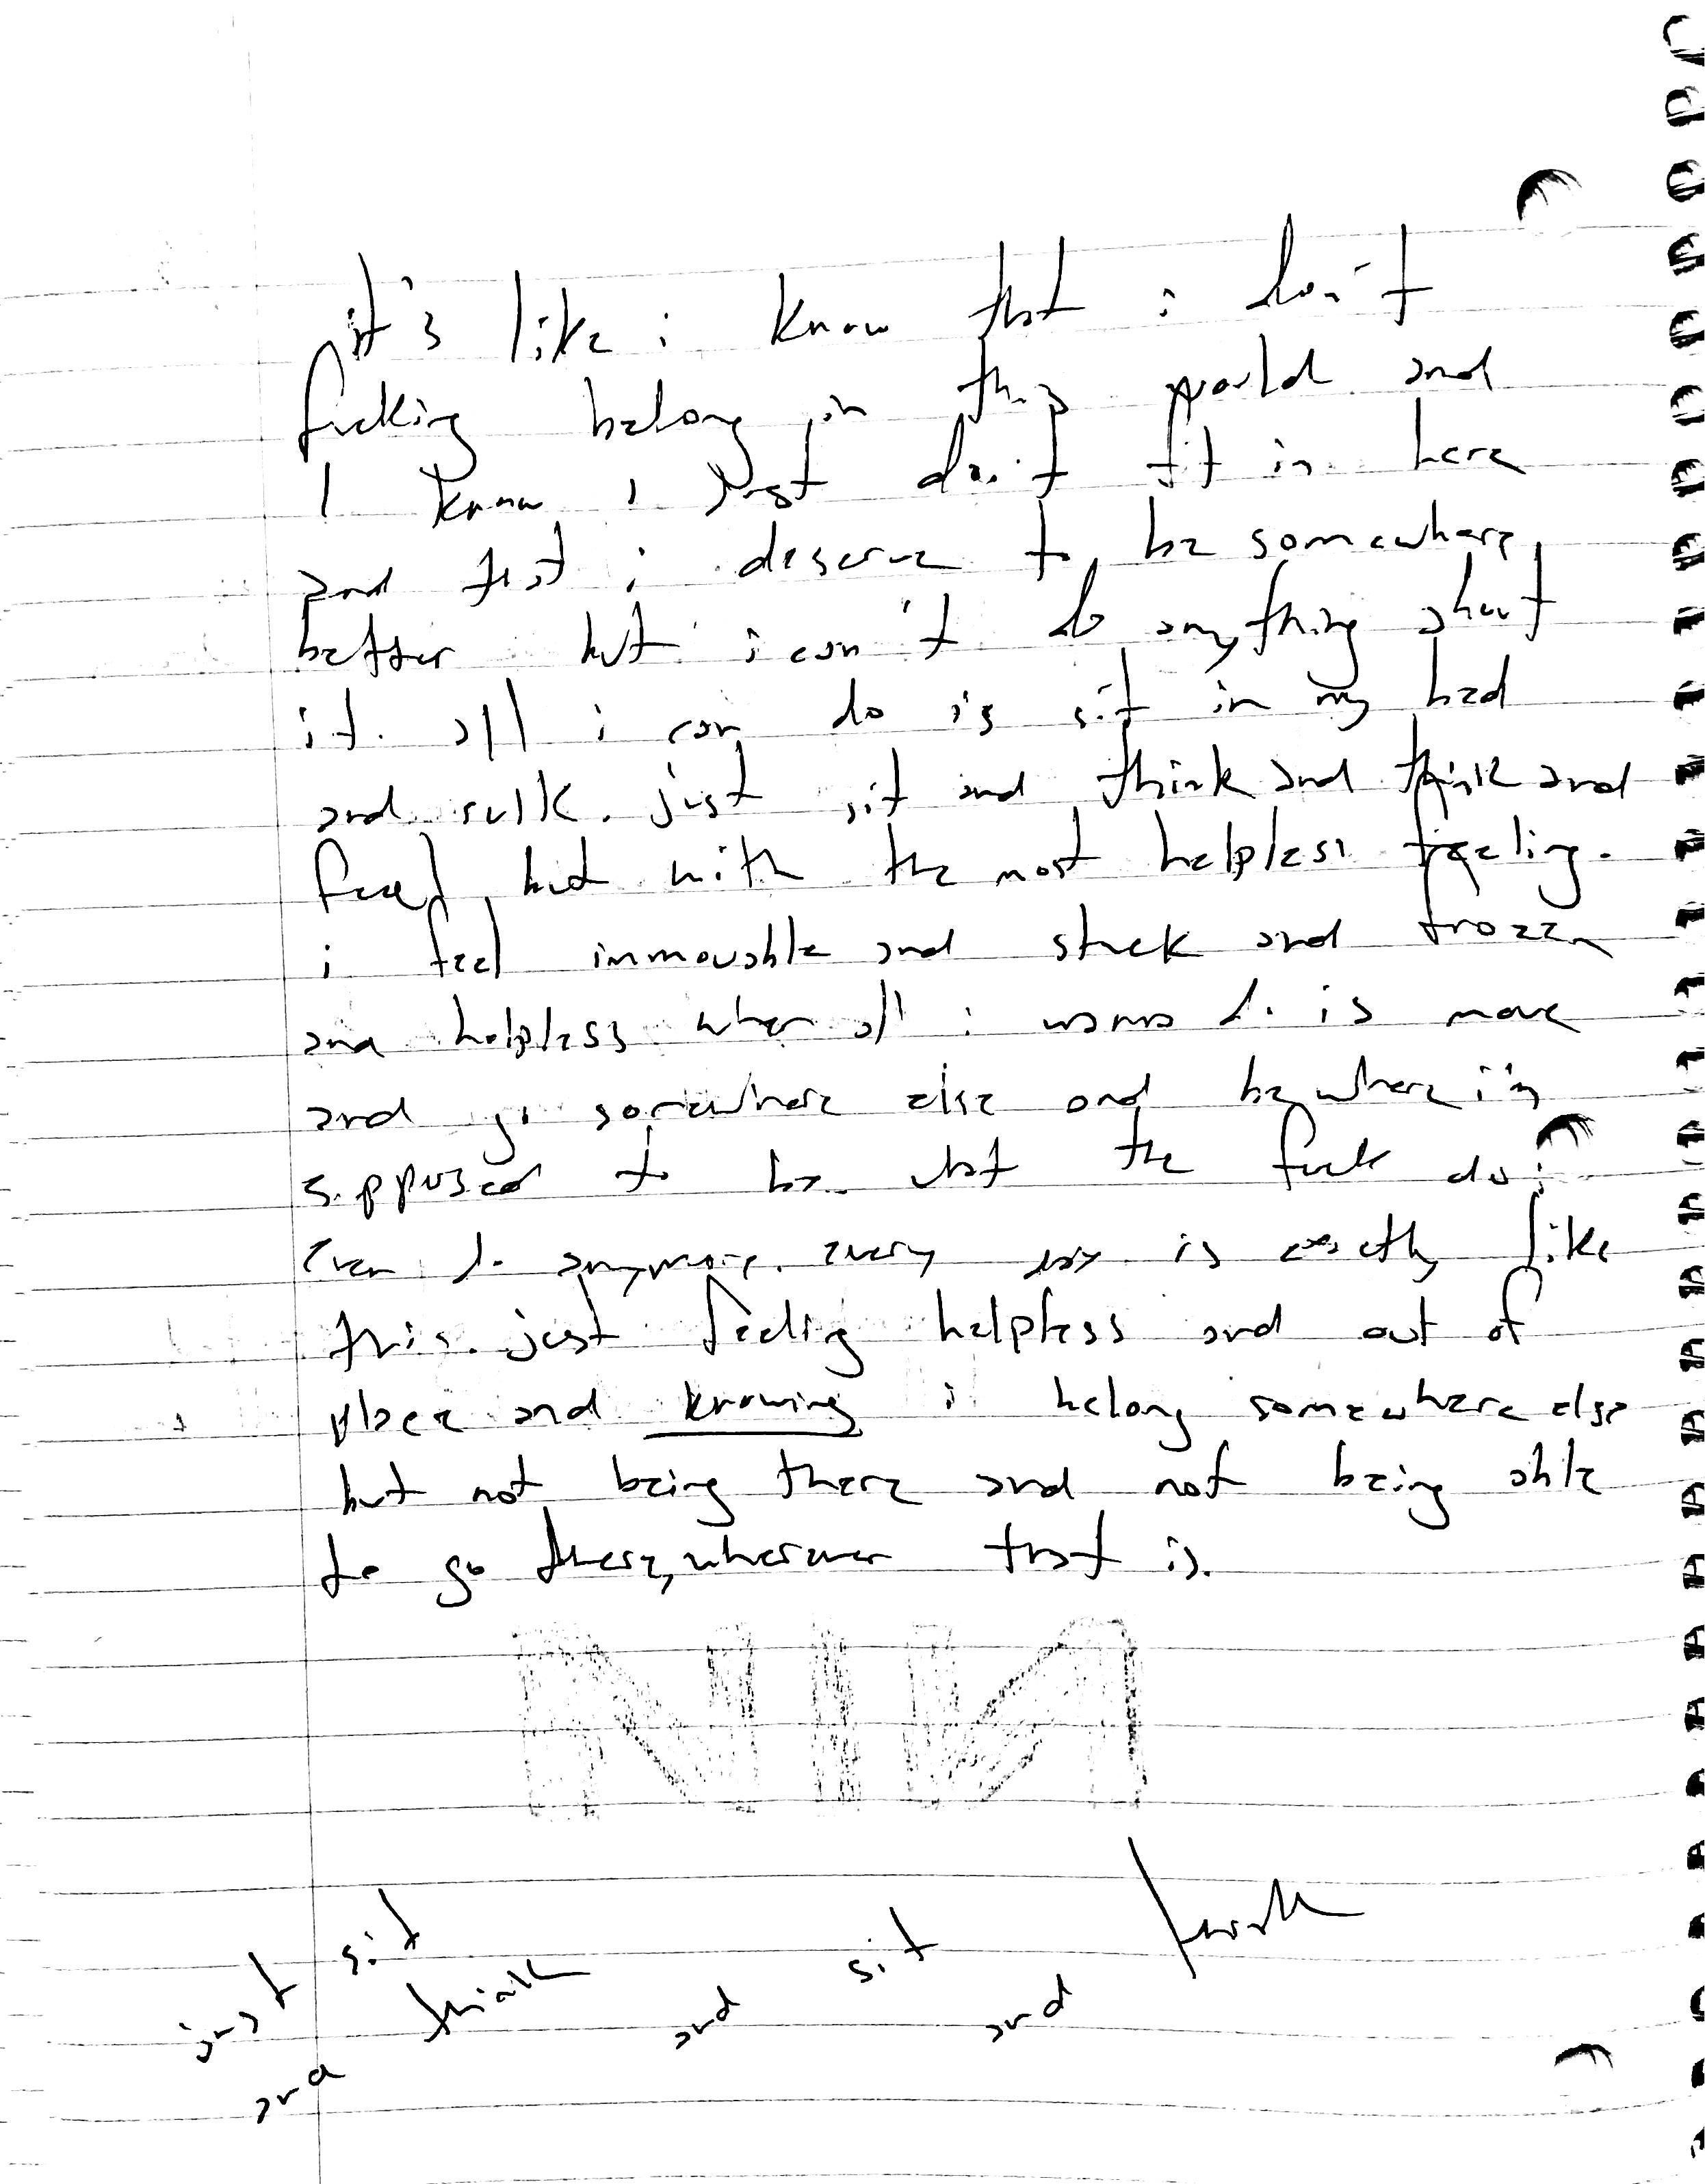 it's like i know that i don't
fucking belong in this world and
I know i just don't fit in here
and that i deserve to be somewhere
better but i can't do anything about
it. all i can do is sit in my bed
and sulk. just sit and think and think and
feel but with the most helpless feeling.
i feel immovable and stuck and frozen
and helpless when all i wanna do is move
and go somewhere else and be where i'm
supposed to be. what the fuck do i
even do anymore. every day is exactly like
this. just feeling helpless and out of
place and knowing i belong somewhere else
but not being there and not being able
to go there, wherever that is.
NIN
just sit
and think
and sit
and think